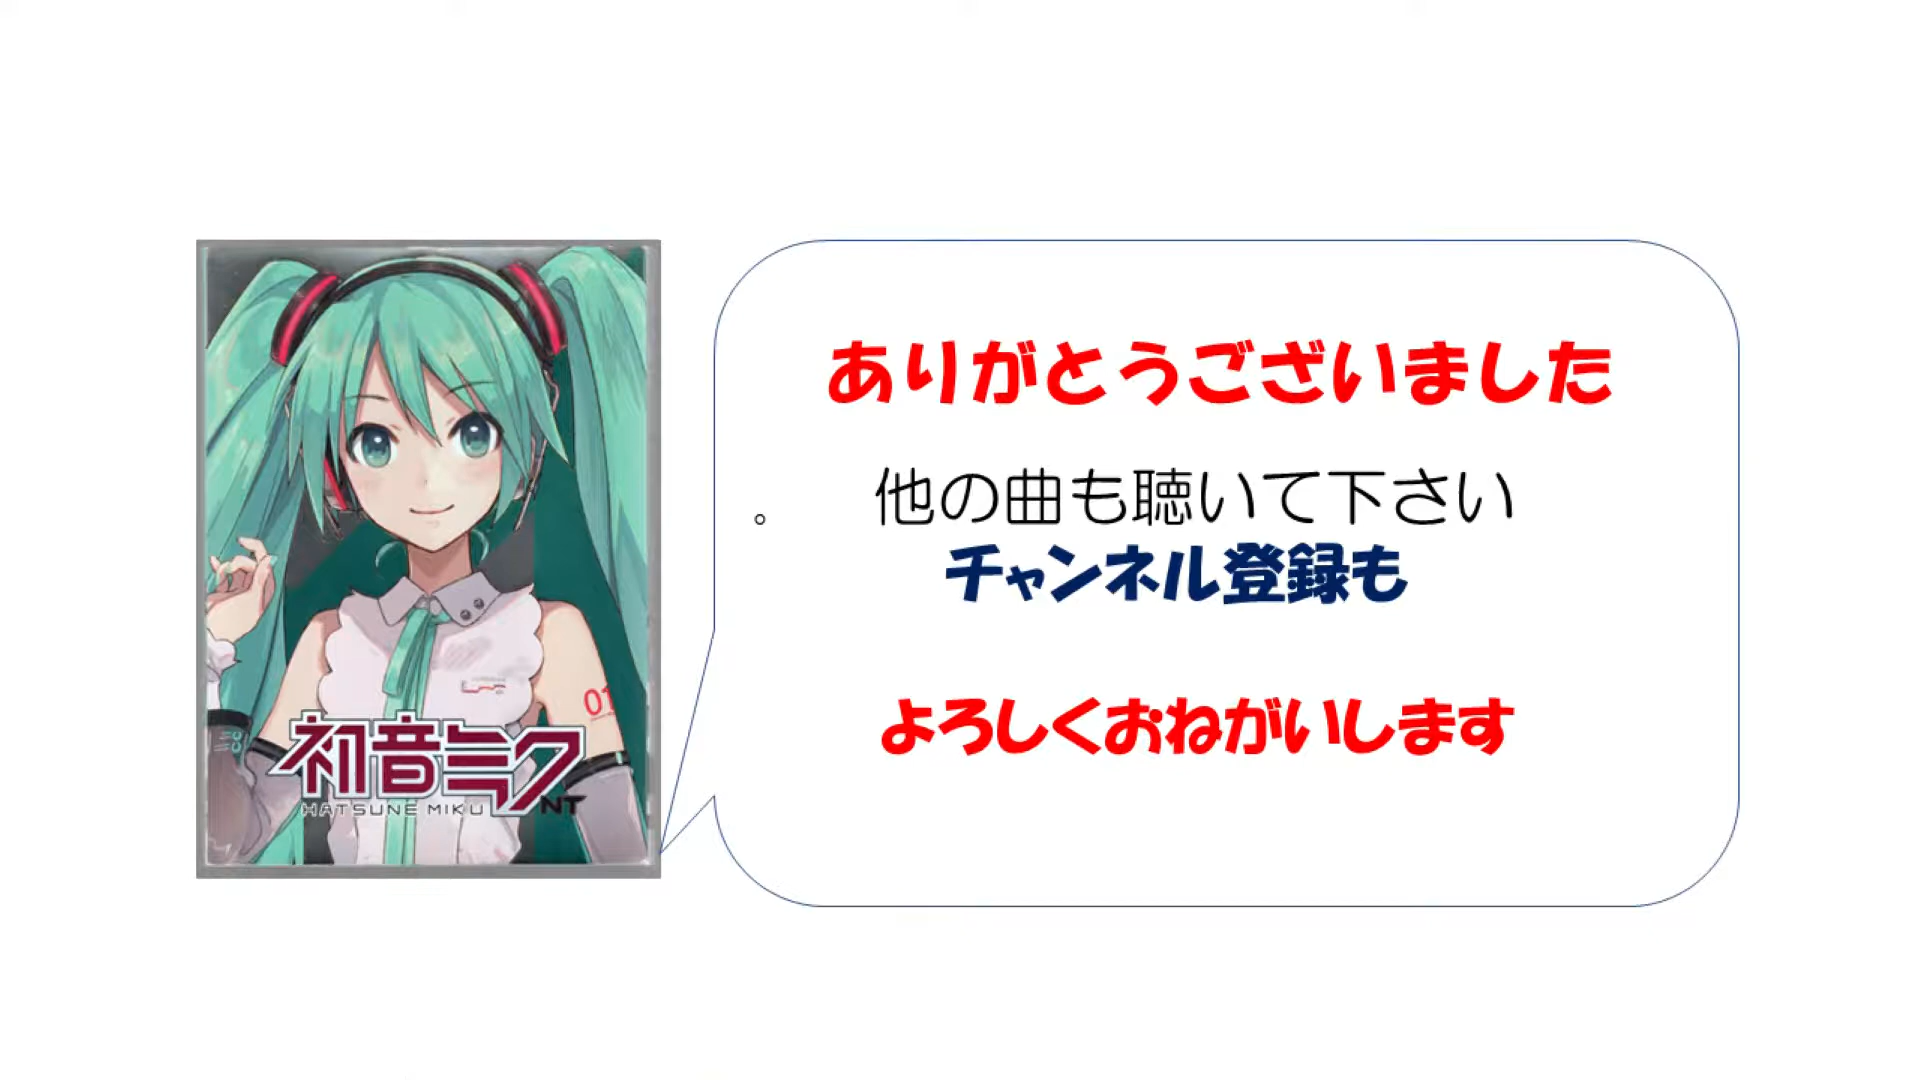 ありがとうございました
他の曲も聴いて下さい
。
チャンネル登録も
よろしくおねがいします
01
初音ミク
HATSUNE MIKU NT